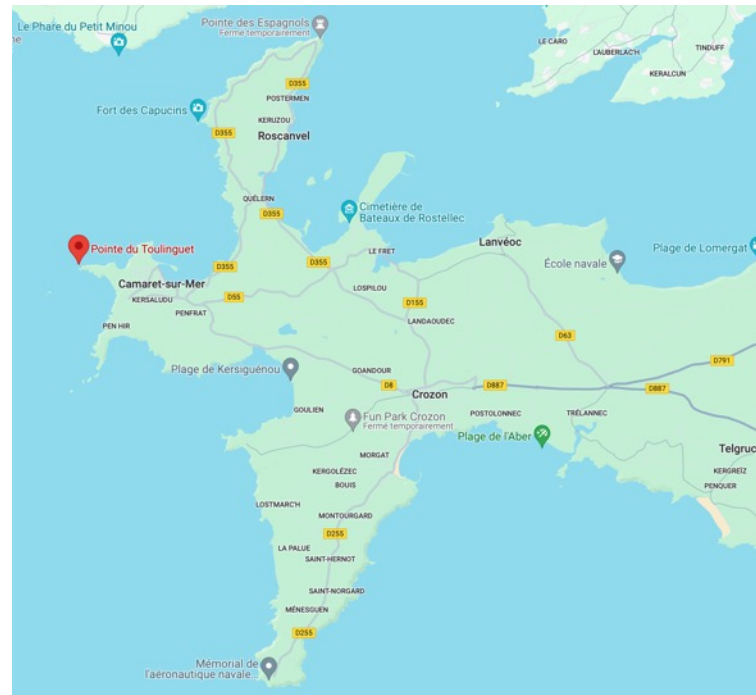 Le Phare du Petit Minou
Pointe des Espagnols
Fermé temporairement
LE CARO
L'AUBERLAC'H
TINDUFF
KERALCUN
D355
POSTERMEN
Fort des Capucins
KERUZOU
D355
Roscanvel
QUÉLERN
Cimetière de
Bateaux de Rostellec
D355
Pointe du Toulinguet
LE FRET
Lanvéoc
Plage de Lomergat
École navale
D355
D355
Camaret-sur-Mer
KERSALUDU
D55
LOSPILOU
D155
PENFRAT
LANDAOUDEC
PEN HIR
D63
Plage de Kersiguénou
GOANDOUR
D791
D8
D887
D887
Crozon
GOULIEN
Fun Park Crozon
Fermé temporairement
POSTOLONNEC
TRÉLANNEC
Plage de l'Aber
MORGAT
Telgruc
KERGOLÉZEC
KERGREÏZ
BOUIS
PENQUER
LOSTMARC'H
MONTOURGARD
D255
LA PALUE
SAINT-HERNOT
SAINT-NORGARD
MÉNESGUEN
D255
Mémorial de
l'aéronautique navale...